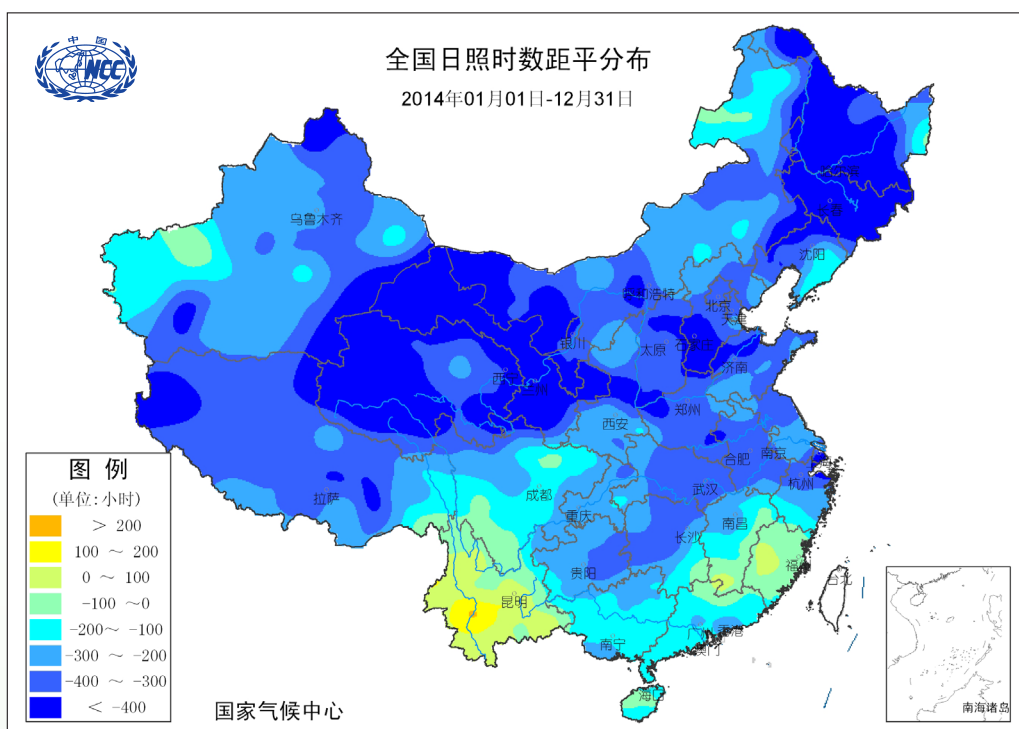 中国
NCC
全国日照时数距平分布
2014年01月01日-12月31日
乌鲁木齐
长春
沈阳
呼和浩特
北京
天津
银川
太原
石家庄
西宁
兰州
济南
郑州
西安
合肥
南京
上海
拉萨
成都
武汉
杭州
重庆
长沙
南昌
贵阳
福州
台北
昆明
南宁
广州
香港
澳门
海口
图 例
(单位:小时)
> 200
100 ~ 200
0 ~ 100
-100 ~0
-200~ -100
-300 ~ -200
-400 ~ -300
< -400
国家气候中心
南海诸岛